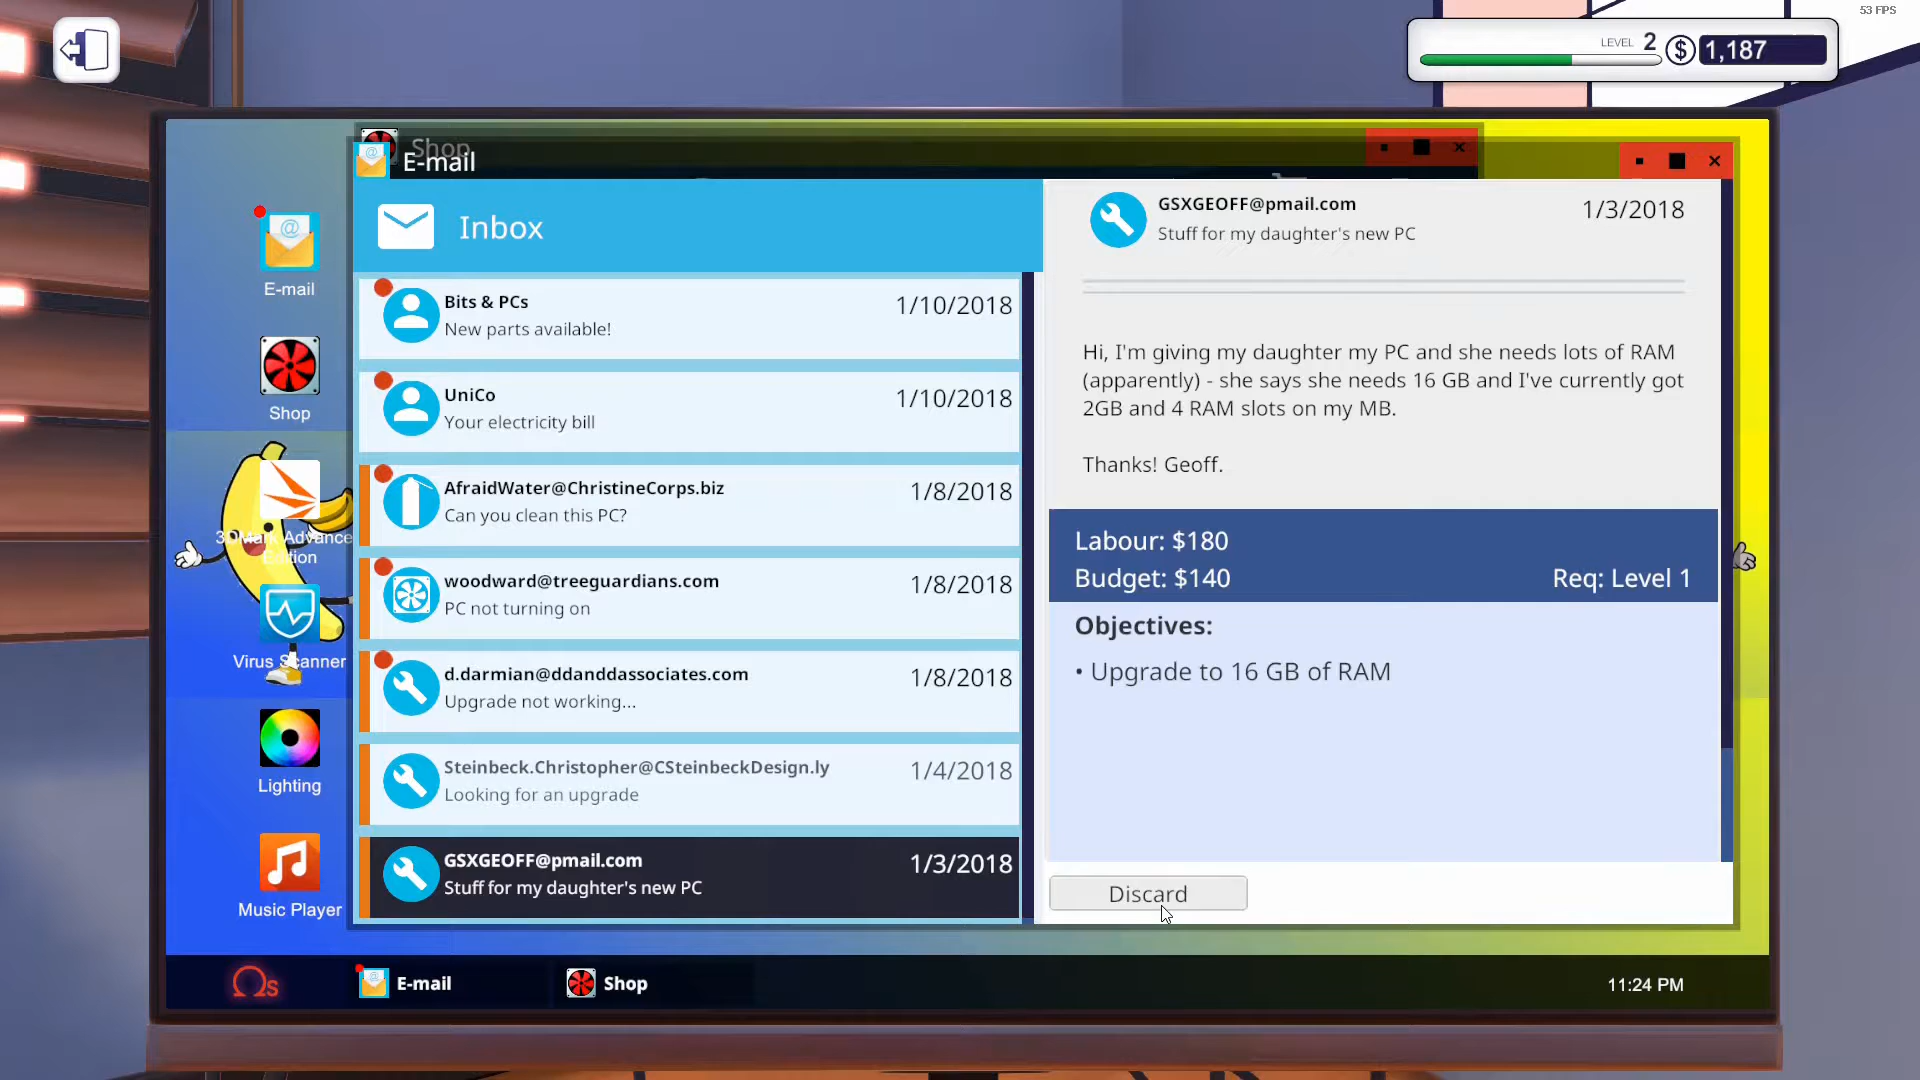 53 FPS
LEVEL 2
$ 1,187
Shop
E-mail
Inbox
Bits & PCs
1/10/2018
New parts available!
UniCo
1/10/2018
Your electricity bill
AfraidWater@ChristineCorps.biz
1/8/2018
Can you clean this PC?
woodward@treeguardians.com
1/8/2018
PC not turning on
d.darmian@ddanddassociates.com
1/8/2018
Upgrade not working...
Steinbeck.Christopher@CSteinbeckDesign.ly
1/4/2018
Looking for an upgrade
GSXGEOFF@pmail.com
1/3/2018
Stuff for my daughter's new PC
GSXGEOFF@pmail.com
1/3/2018
Stuff for my daughter's new PC
Hi, I'm giving my daughter my PC and she needs lots of RAM
(apparently) - she says she needs 16 GB and I've currently got
2GB and 4 RAM slots on my MB.
Thanks! Geoff.
Labour: $180
Budget: $140
Req: Level 1
Objectives:
• Upgrade to 16 GB of RAM
Discard
E-mail
Shop
3DMark Advance
Edition
Virus Scanner
Lighting
Music Player
Ωs
E-mail
Shop
11:24 PM